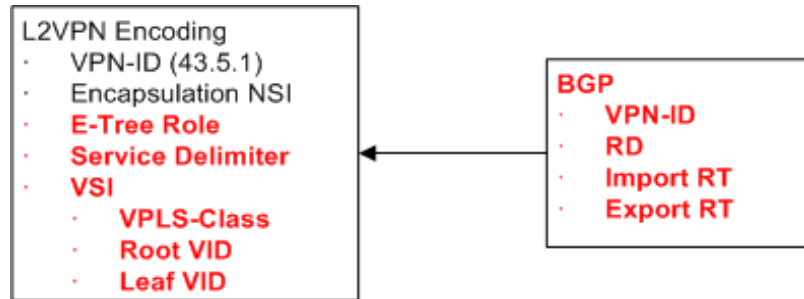 L2VPN Encoding
· VPN-ID (43.5.1)
· Encapsulation NSI
· E-Tree Role
· Service Delimiter
· VSI
· VPLS-Class
· Root VID
· Leaf VID
BGP
· VPN-ID
· RD
· Import RT
· Export RT